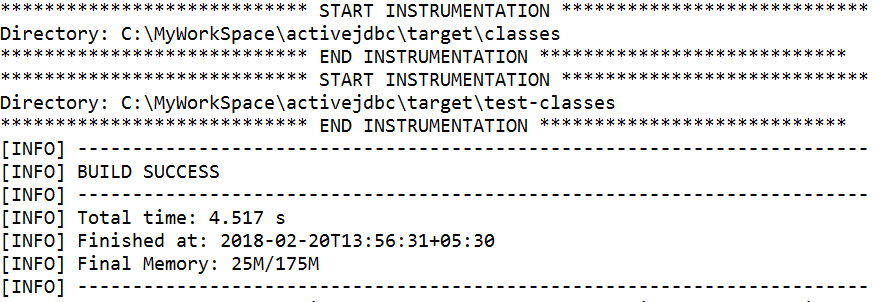 **************************** START INSTRUMENTATION ****************************
Directory: C:\MyWorkSpace\activejdbc\target\classes
**************************** END INSTRUMENTATION ****************************
**************************** START INSTRUMENTATION ****************************
Directory: C:\MyWorkSpace\activejdbc\target\test-classes
**************************** END INSTRUMENTATION ****************************
[INFO] ------------------------------------------------------------------------
[INFO] BUILD SUCCESS
[INFO] ------------------------------------------------------------------------
[INFO] Total time: 4.517 s
[INFO] Finished at: 2018-02-20T13:56:31+05:30
[INFO] Final Memory: 25M/175M
[INFO] ------------------------------------------------------------------------